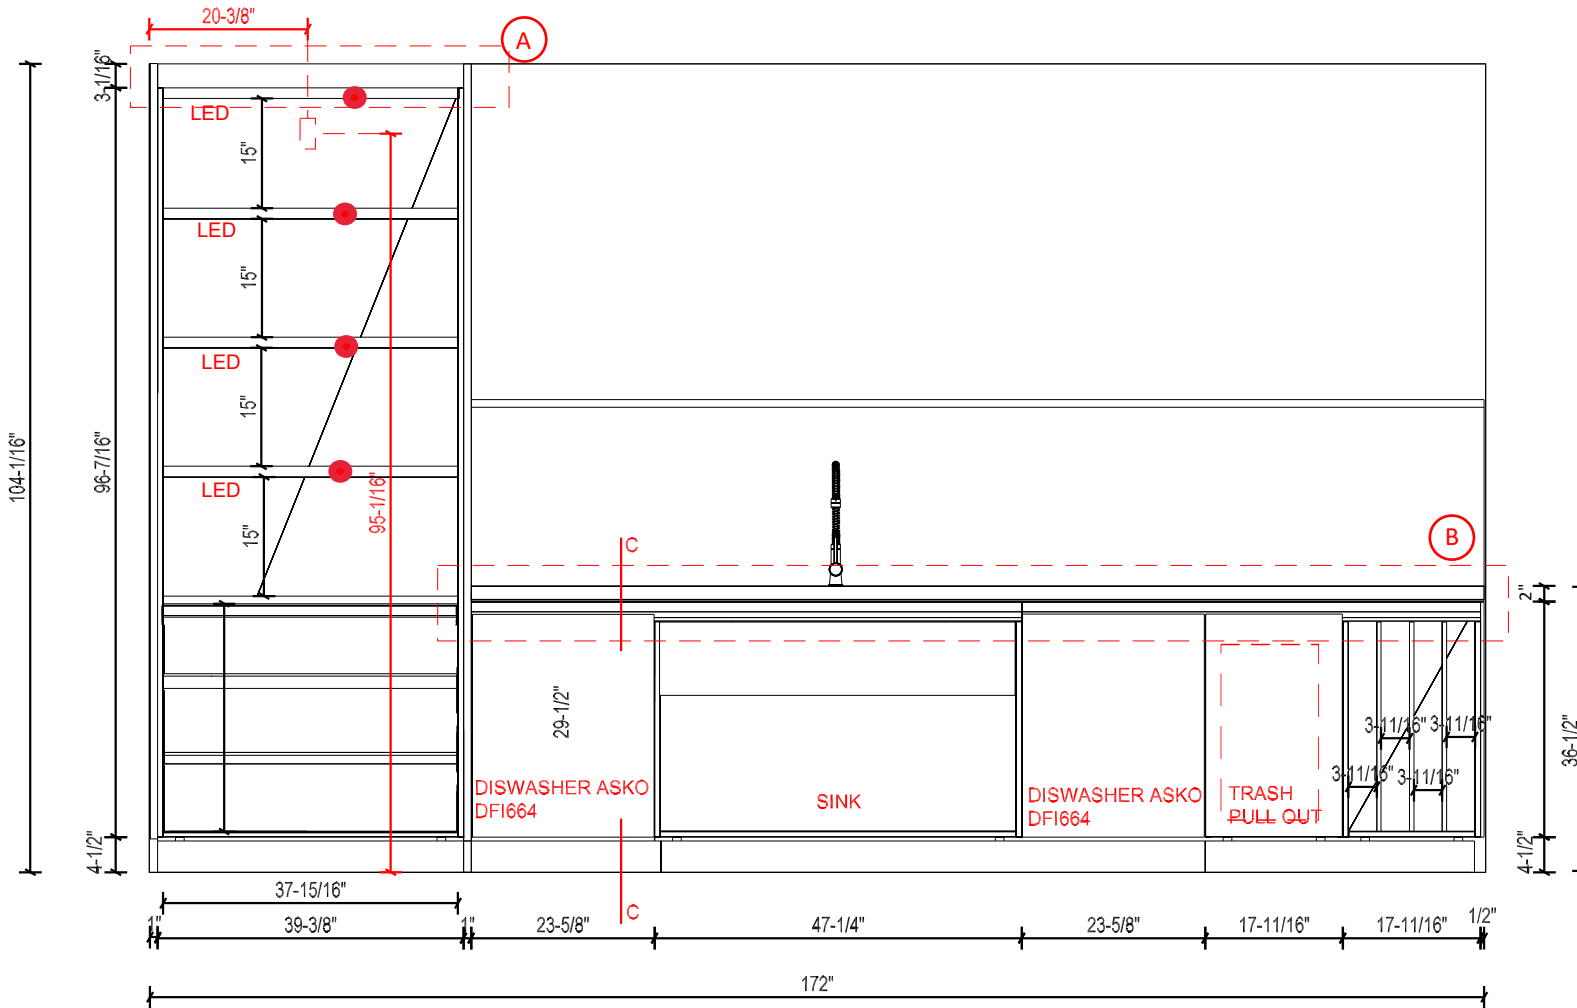 20-3/8"
A
3-1/16"
LED
15"
LED
15"
LED
15"
LED
15"
95-1/16"
104-1/16"
96-7/16"
C
B
2"
29-1/2"
3-11/16"
3-11/16"
3-11/16"
3-11/16"
36-1/2"
DISWASHER ASKO
DFI664
SINK
DISWASHER ASKO
DFI664
TRASH
PULL OUT
4-1/2"
4-1/2"
37-15/16"
C
1"
39-3/8"
1"
23-5/8"
47-1/4"
23-5/8"
17-11/16"
17-11/16"
1/2"
172"